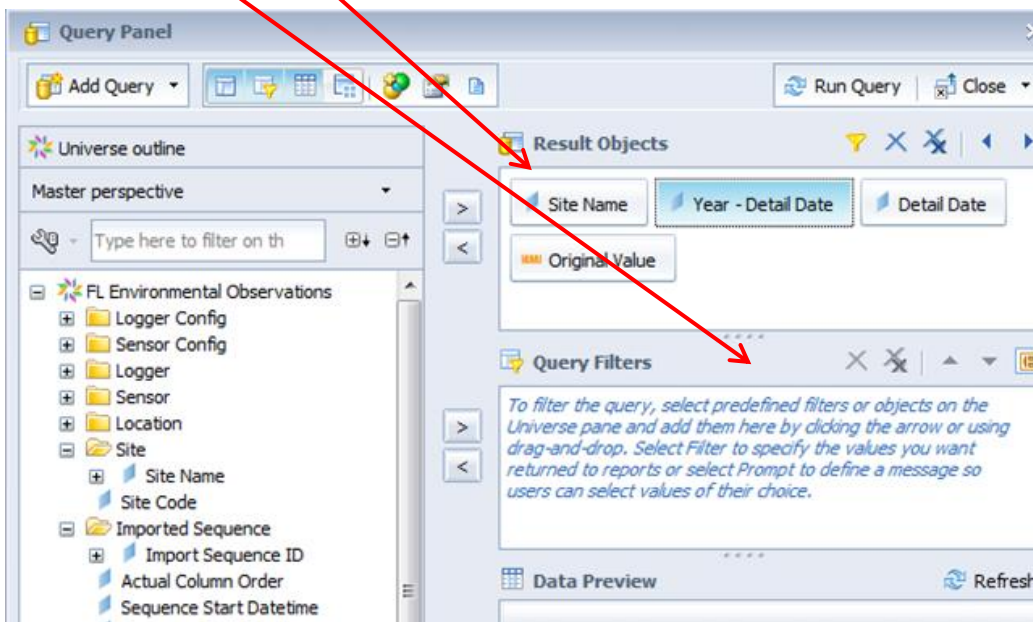 Query Panel
Add Query
Run Query
Close
Universe outline
Master perspective
Type here to filter on th
FL Environmental Observations
Logger Config
Sensor Config
Logger
Sensor
Location
Site
Site Name
Site Code
Imported Sequence
Import Sequence ID
Actual Column Order
Sequence Start Datetime
Result Objects
Site Name
Year - Detail Date
Detail Date
Original Value
Query Filters
To filter the query, select predefined filters or objects on the
Universe pane and add them here by clicking the arrow or using
drag-and-drop. Select Filter to specify the values you want
returned to reports or select Prompt to define a message so
users can select values of their choice.
Data Preview
Refresh